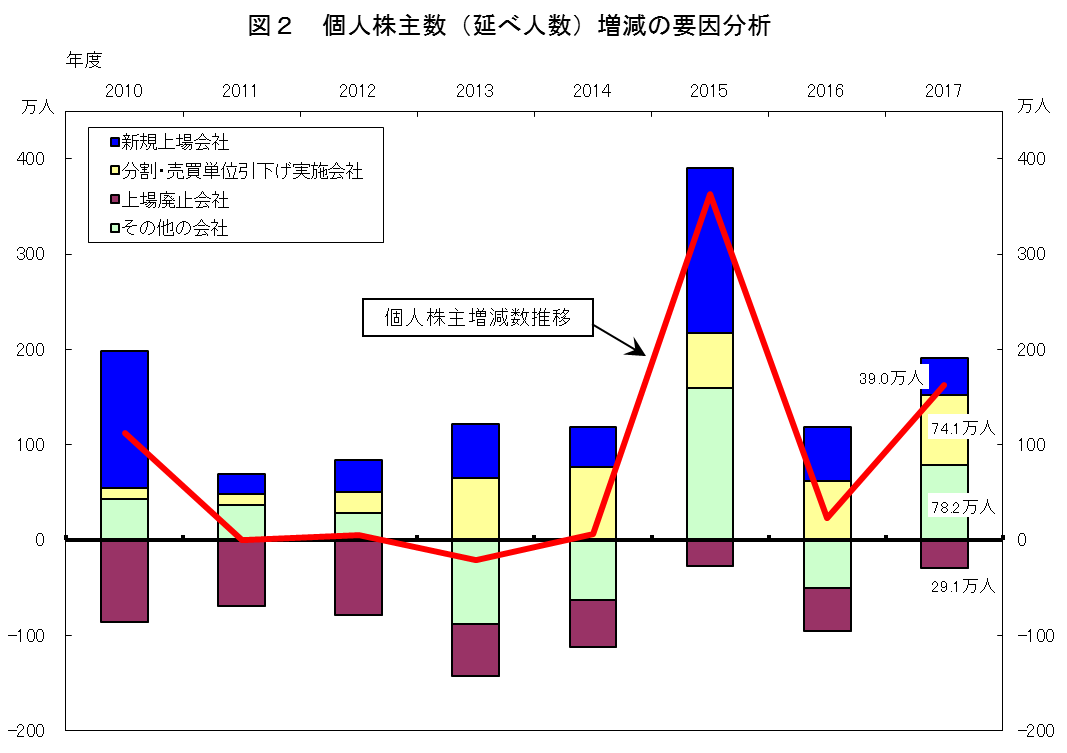 図２　個人株主数（延べ人数）増減の要因分析
年度
2010 2011 2012 2013 2014 2015 2016 2017
万人 万人
新規上場会社
分割・売買単位引下げ実施会社
上場廃止会社
その他の会社
400 400
300 300
個人株主増減数推移
200 200
39.0万人
74.1万人
100 100
78.2万人
0 0
29.1万人
-100 -100
-200 -200